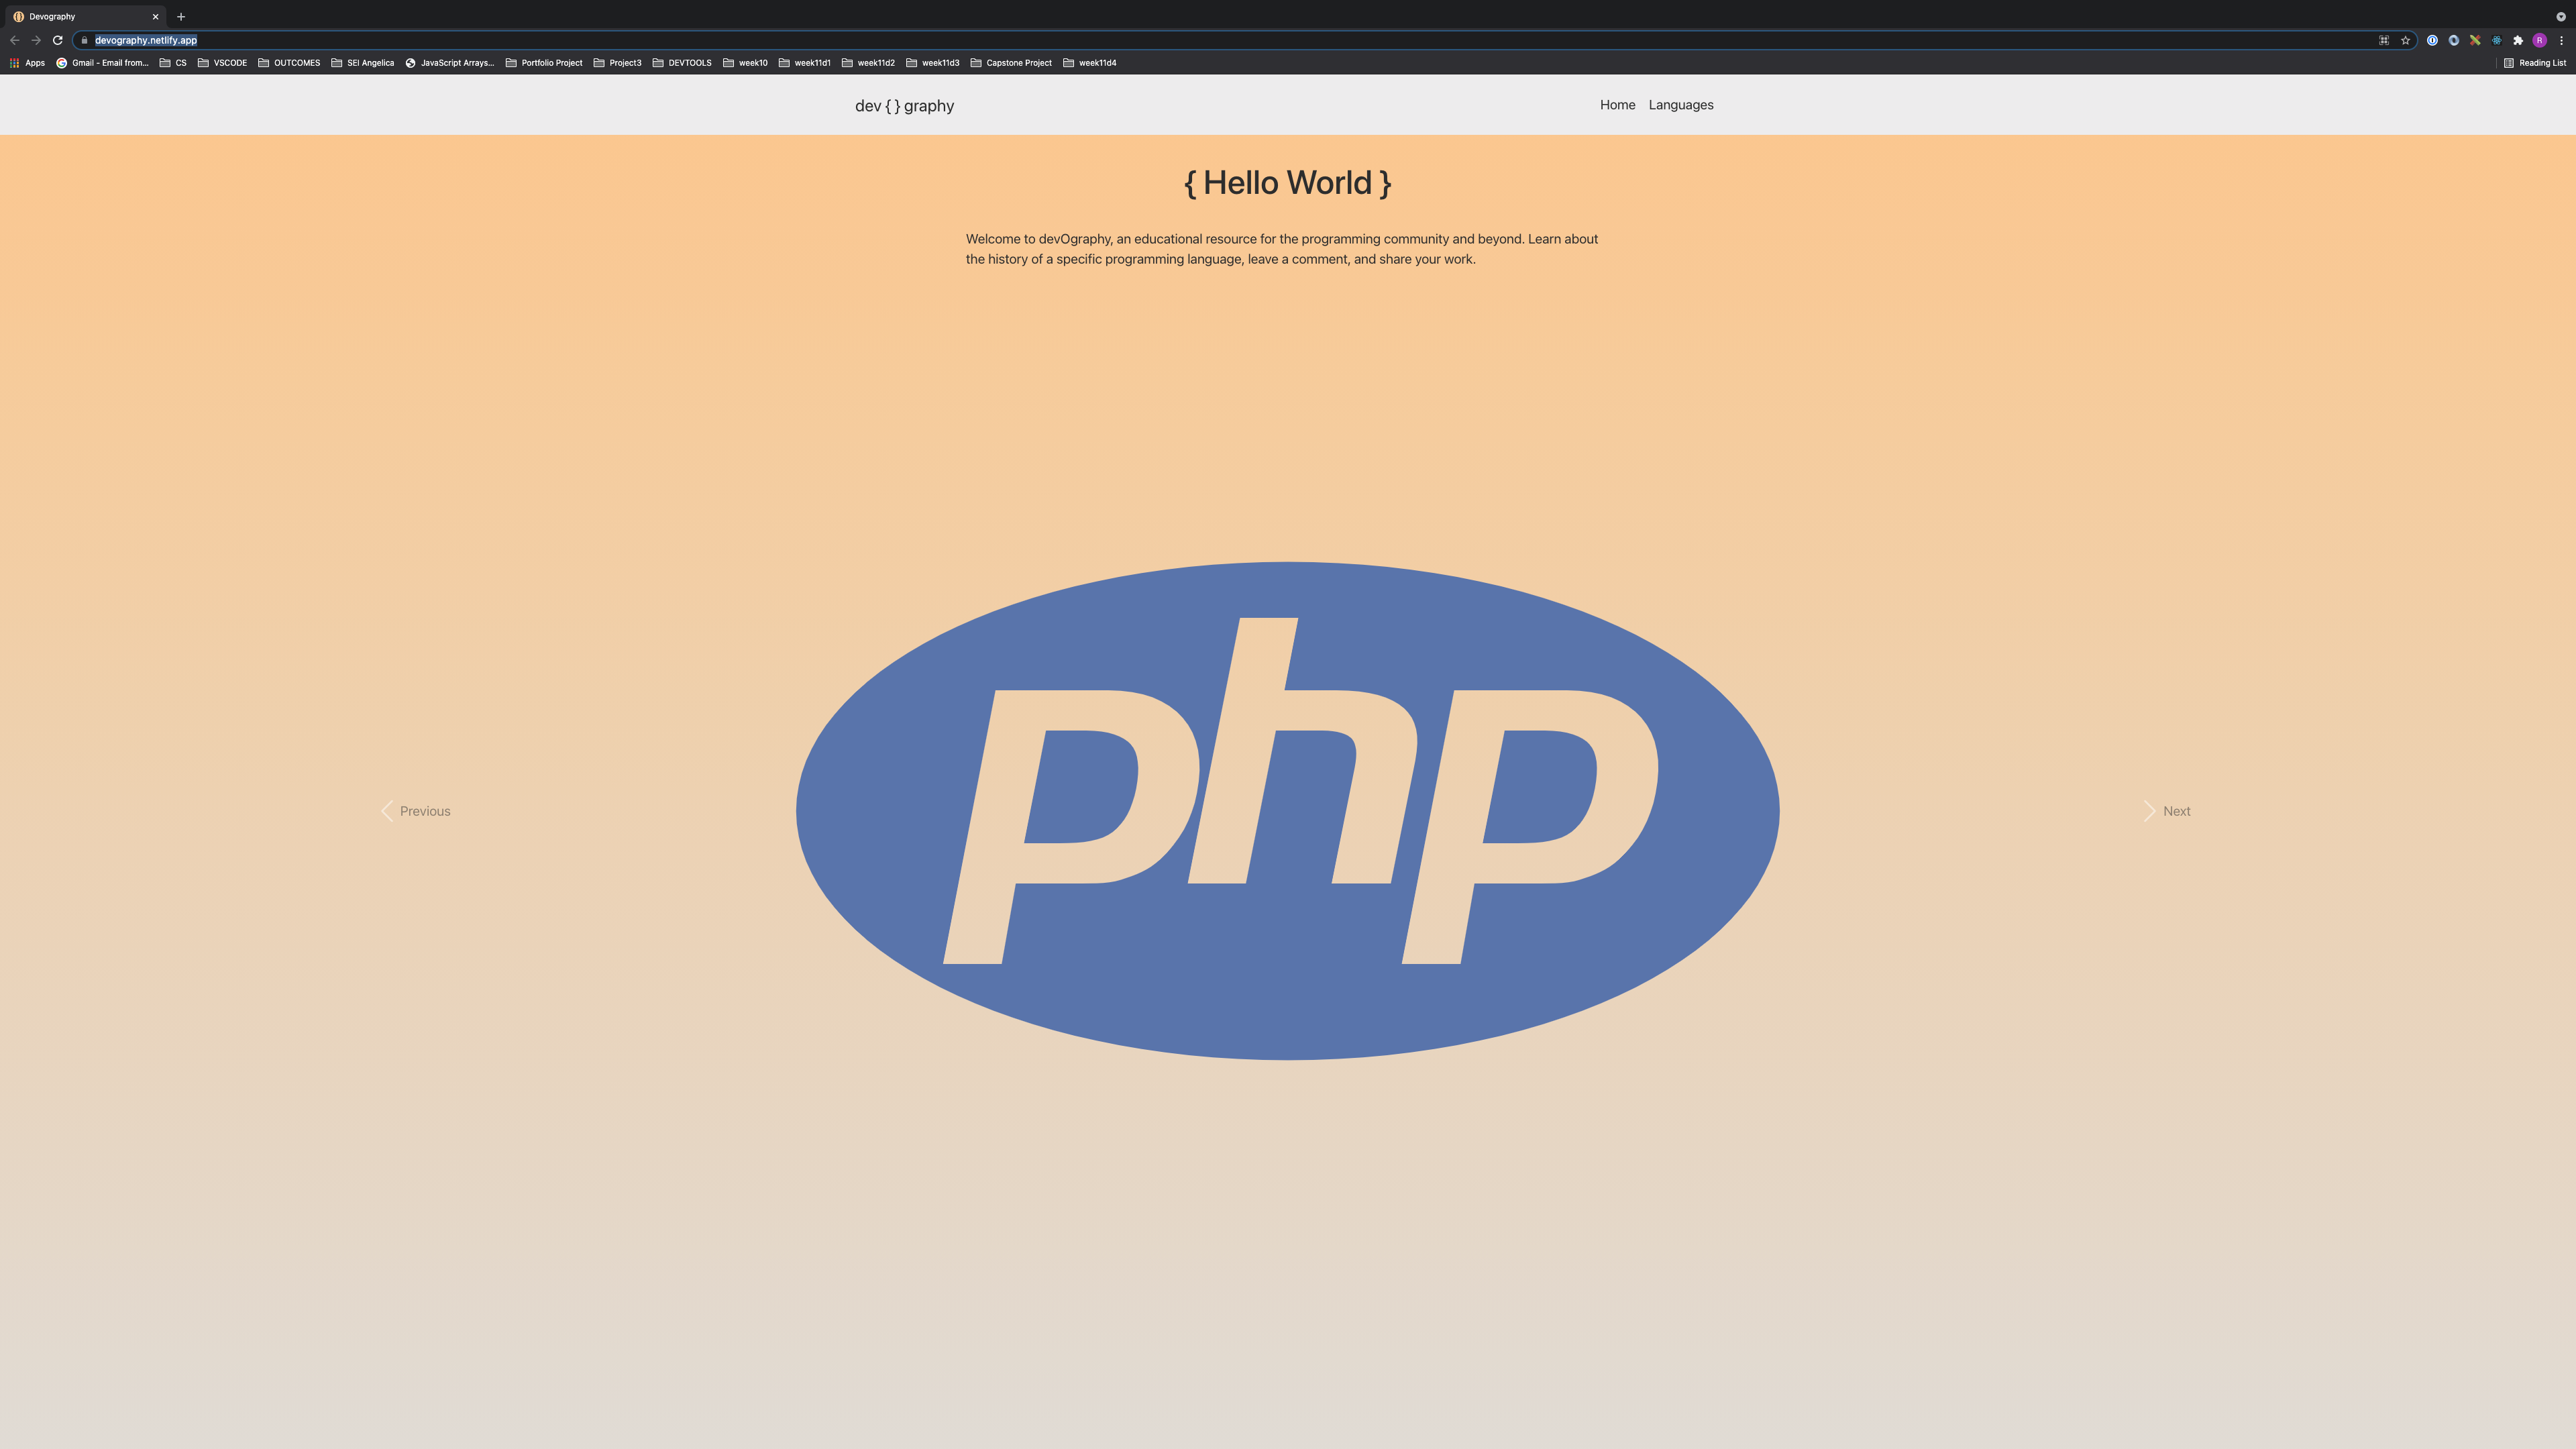 Devography
devography.netlify.app
R
Apps
Gmail - Email from...
CS
VSCODE
OUTCOMES
SEI Angelica
JavaScript Arrays...
Portfolio Project
Project3
DEVTOOLS
week10
week11d1
week11d2
week11d3
Capstone Project
week11d4
Reading List
dev { } graphy
Home
Languages
{ Hello World }
Welcome to devOgraphy, an educational resource for the programming community and beyond. Learn about
the history of a specific programming language, leave a comment, and share your work.
php
Previous
Next